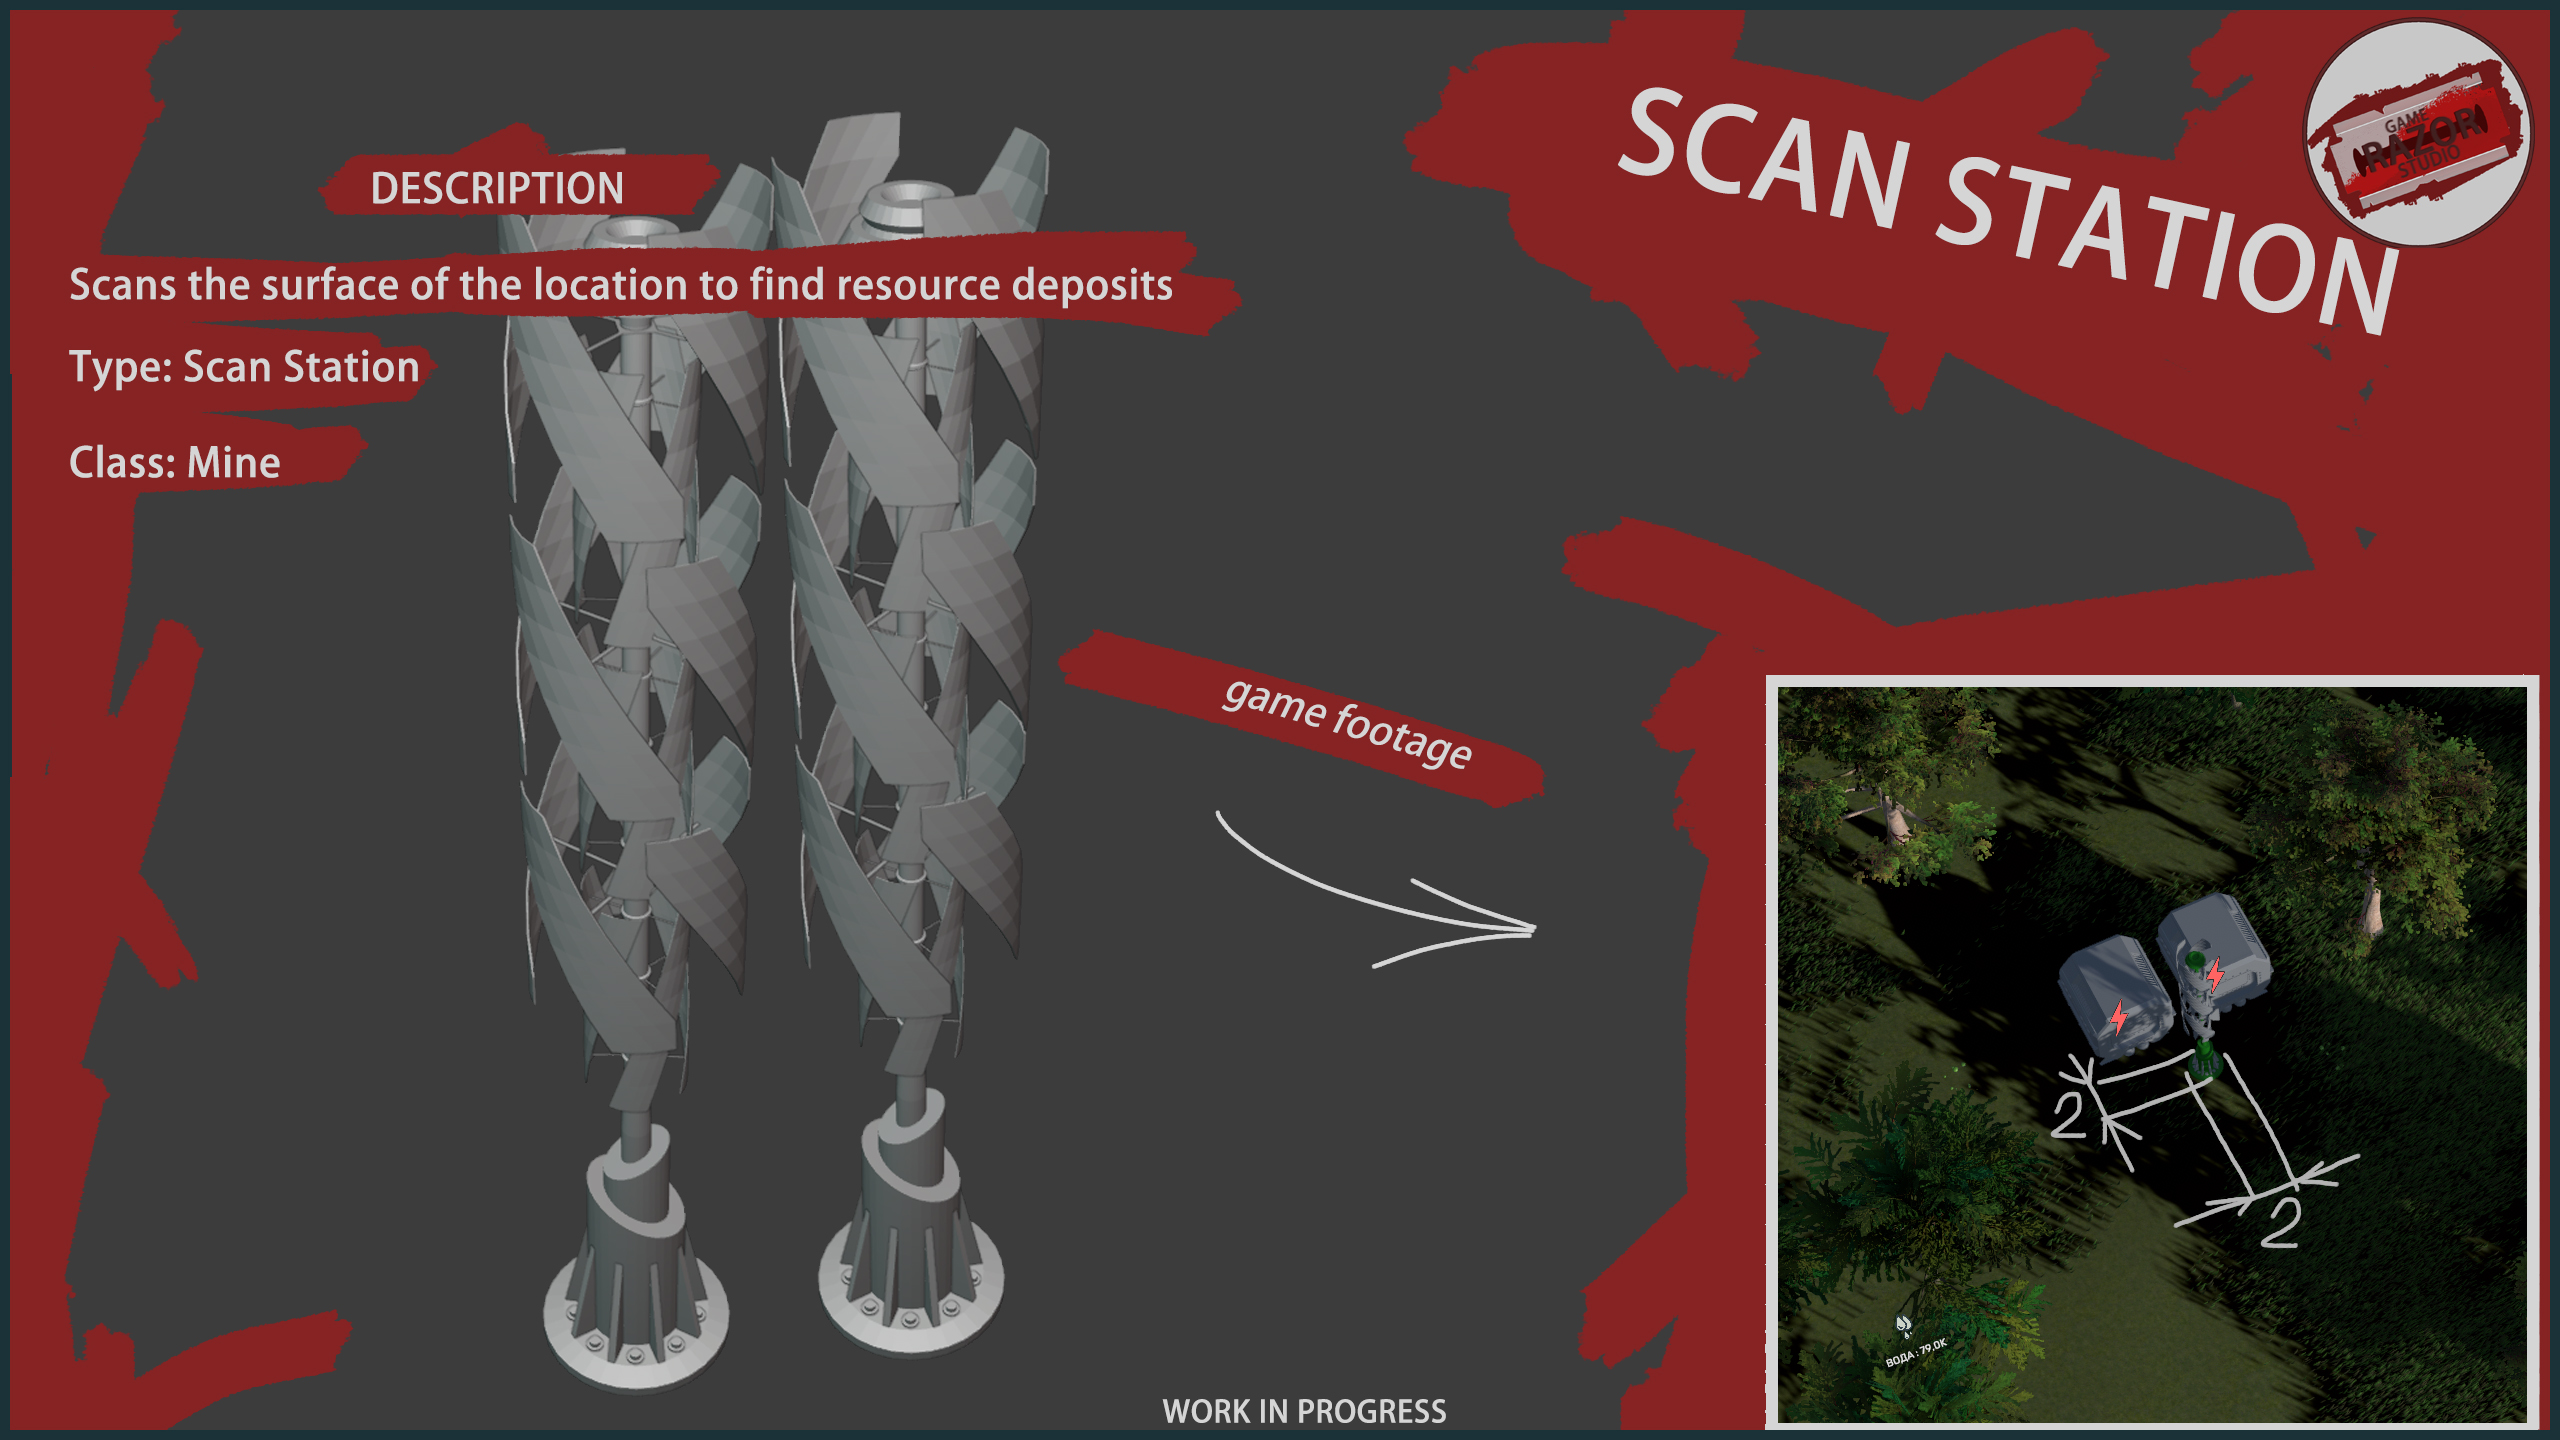 SCAN STATION
GAME
RAZOR
STUDIO
DESCRIPTION
Scans the surface of the location to find resource deposits
Type: Scan Station
Class: Mine
game footage
2
2
ВОДА : 79,0K
WORK IN PROGRESS